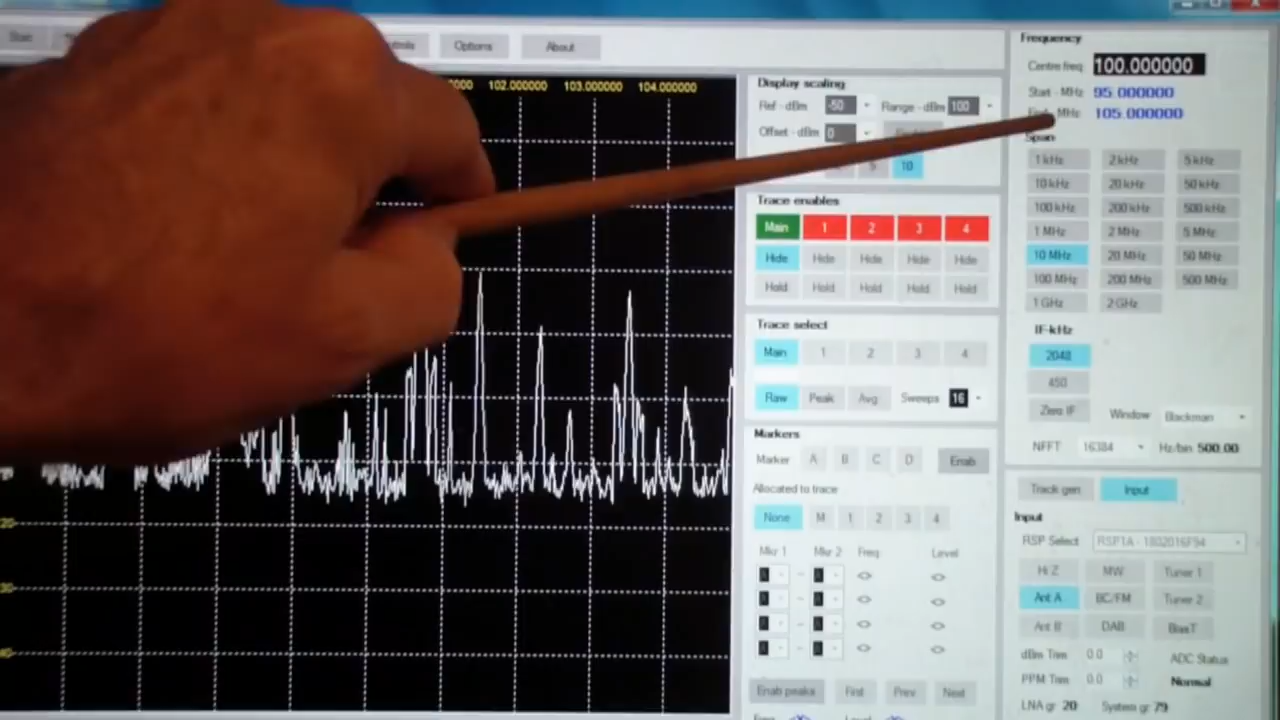 Options
About
102.000000
103.000000
104.000000
Display scaling
Ref - dBm -50 Range - dBm 100
Offset - dBm 0
5 10
Trace enables
Main 1 2 3 4
Hide Hide Hide Hide Hide
Hold Hold Hold Hold Hold
Trace select
Main 1 2 3 4
Raw Peak Avg Sweeps 16
Markers
Marker A B C D Enab
Allocated to trace
None M 1 2 3 4
Mkr 1 Mkr 2 Freq Level
Enab peaks First Prev Next
Frequency
Centre freq 100.000000
Start - MHz 95.000000
MHz 105.000000
Span
1 kHz 2 kHz 5 kHz
10 kHz 20 kHz 50 kHz
100 kHz 200 kHz 500 kHz
1 MHz 2 MHz 5 MHz
10 MHz 20 MHz 50 MHz
100 MHz 200 MHz 500 MHz
1 GHz 2 GHz
IF-kHz
2048
450
Zero IF Window Blackman
NFFT 16384 Hz/bin 500.00
Track gen Input
Input
RSP Select RSP1A - 1802016F94
Hi Z MW Tuner 1
Ant A BC/FM Tuner 2
Ant B DAB BiasT
dBm Trim 0.0 ADC Status
PPM Trim 0.0 Normal
LNA gr 20 System gr 79